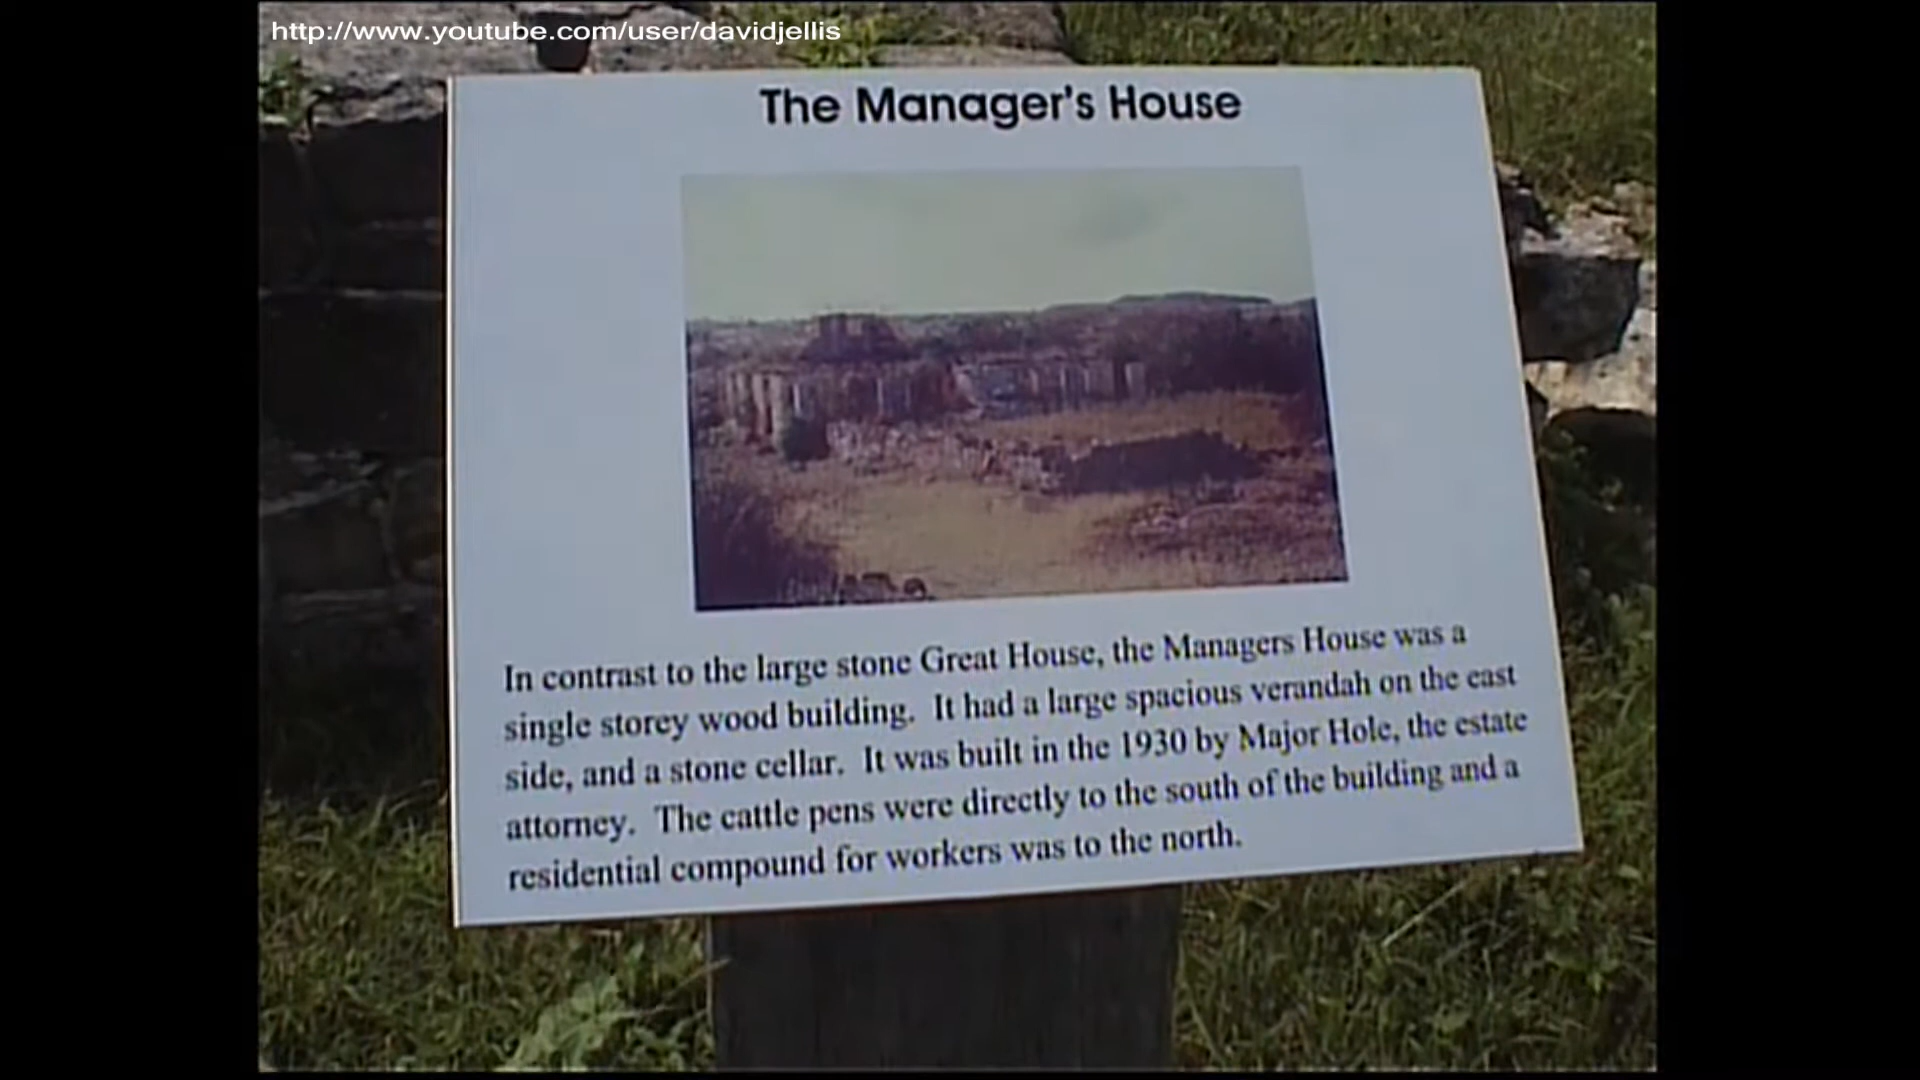 http://www.youtube.com/user/davidjellis
The Manager's House
In contrast to the large stone Great House, the Managers House was a
single storey wood building. It had a large spacious verandah on the east
side, and a stone cellar. It was built in the 1930 by Major Hole, the estate
attorney. The cattle pens were directly to the south of the building and a
residential compound for workers was to the north.